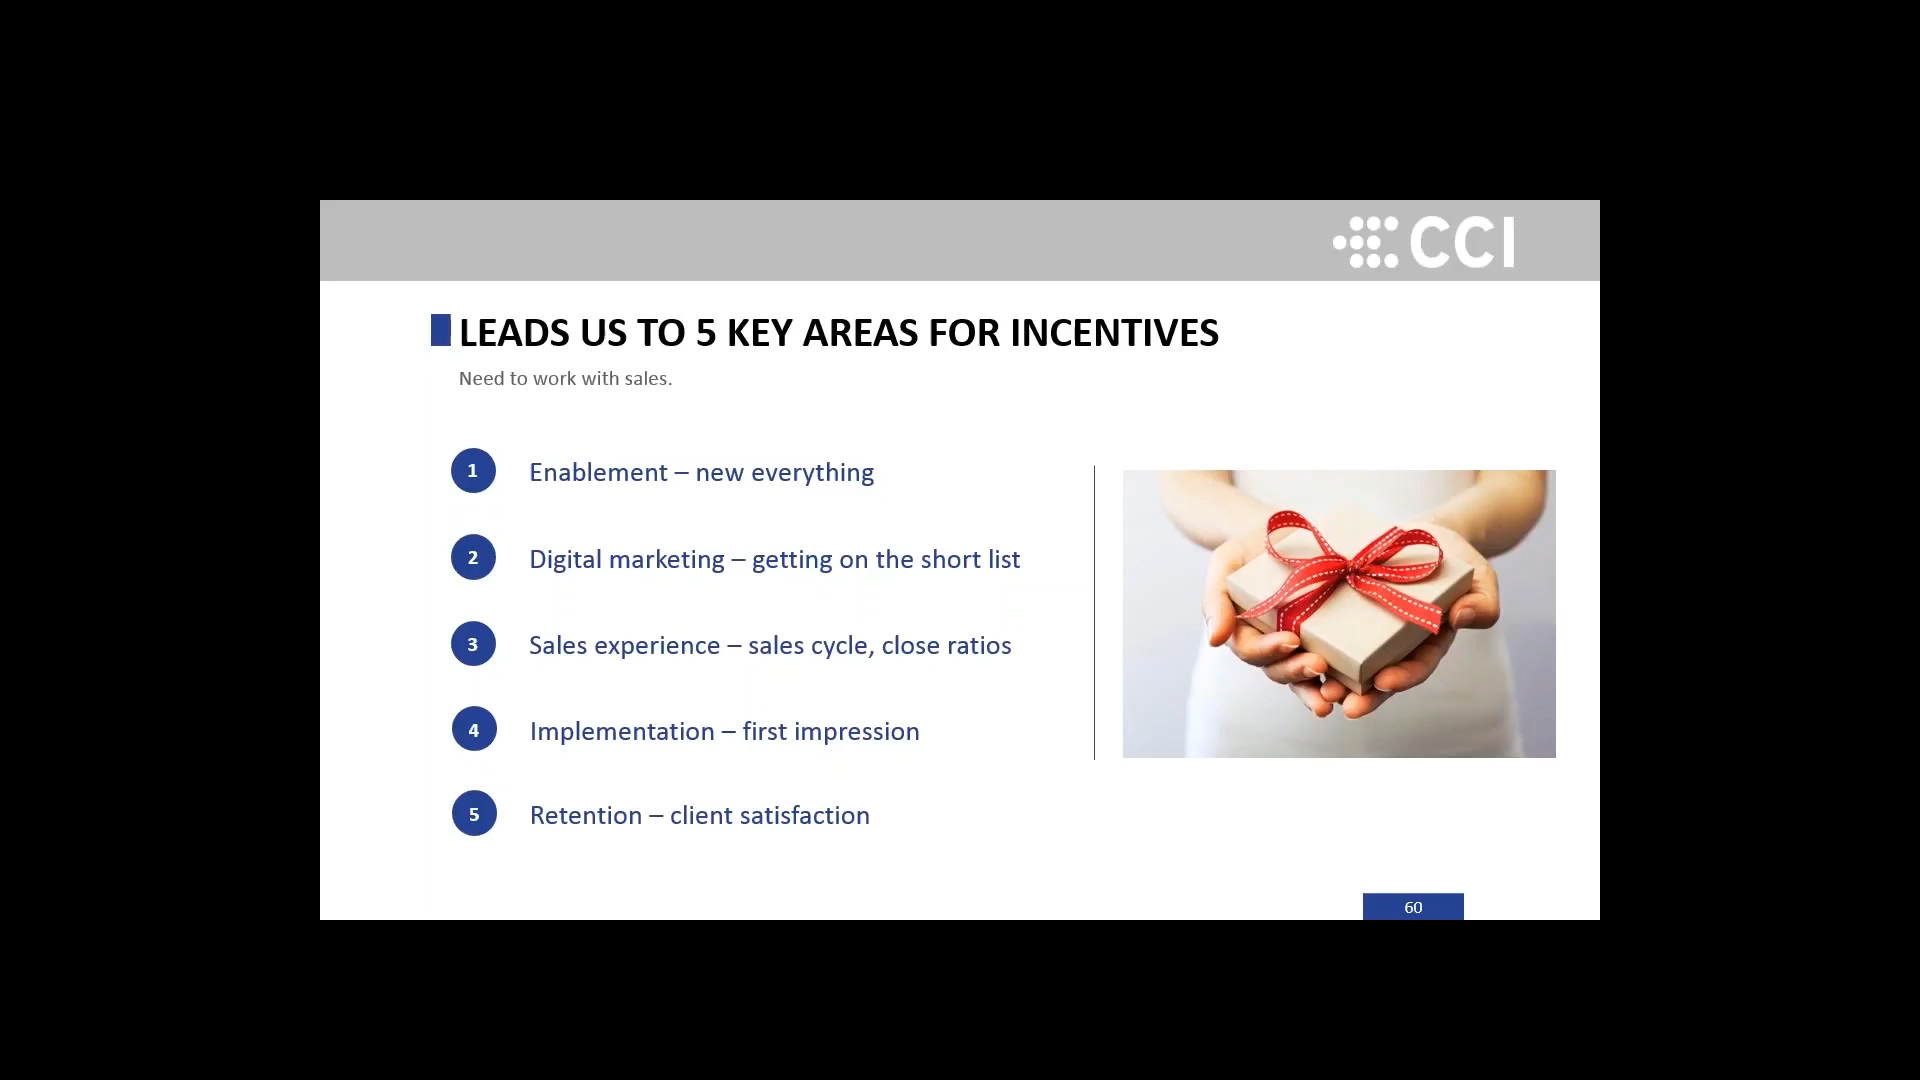 CCI
LEADS US TO 5 KEY AREAS FOR INCENTIVES
Need to work with sales.
1 Enablement – new everything
2 Digital marketing – getting on the short list
3 Sales experience – sales cycle, close ratios
4 Implementation – first impression
5 Retention – client satisfaction
60